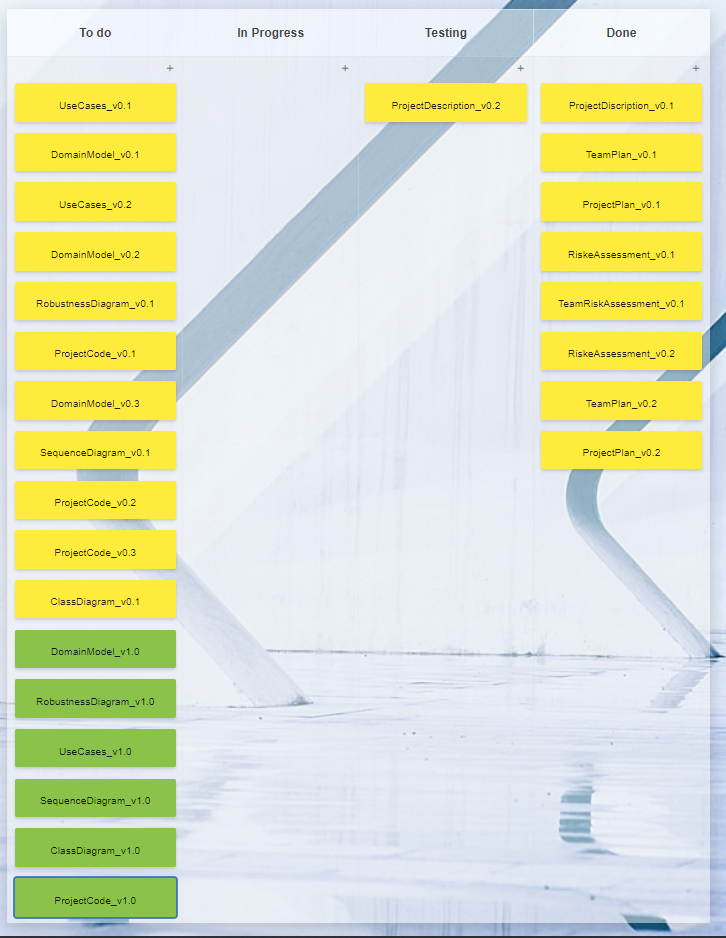 To do
In Progress
Testing
Done
+
+
+
+
UseCases_v0.1
DomainModel_v0.1
UseCases_v0.2
DomainModel_v0.2
RobustnessDiagram_v0.1
ProjectCode_v0.1
DomainModel_v0.3
SequenceDiagram_v0.1
ProjectCode_v0.2
ProjectCode_v0.3
ClassDiagram_v0.1
DomainModel_v1.0
RobustnessDiagram_v1.0
UseCases_v1.0
SequenceDiagram_v1.0
ClassDiagram_v1.0
ProjectCode_v1.0
ProjectDescription_v0.2
ProjectDiscription_v0.1
TeamPlan_v0.1
ProjectPlan_v0.1
RiskeAssessment_v0.1
TeamRiskAssessment_v0.1
RiskeAssessment_v0.2
TeamPlan_v0.2
ProjectPlan_v0.2